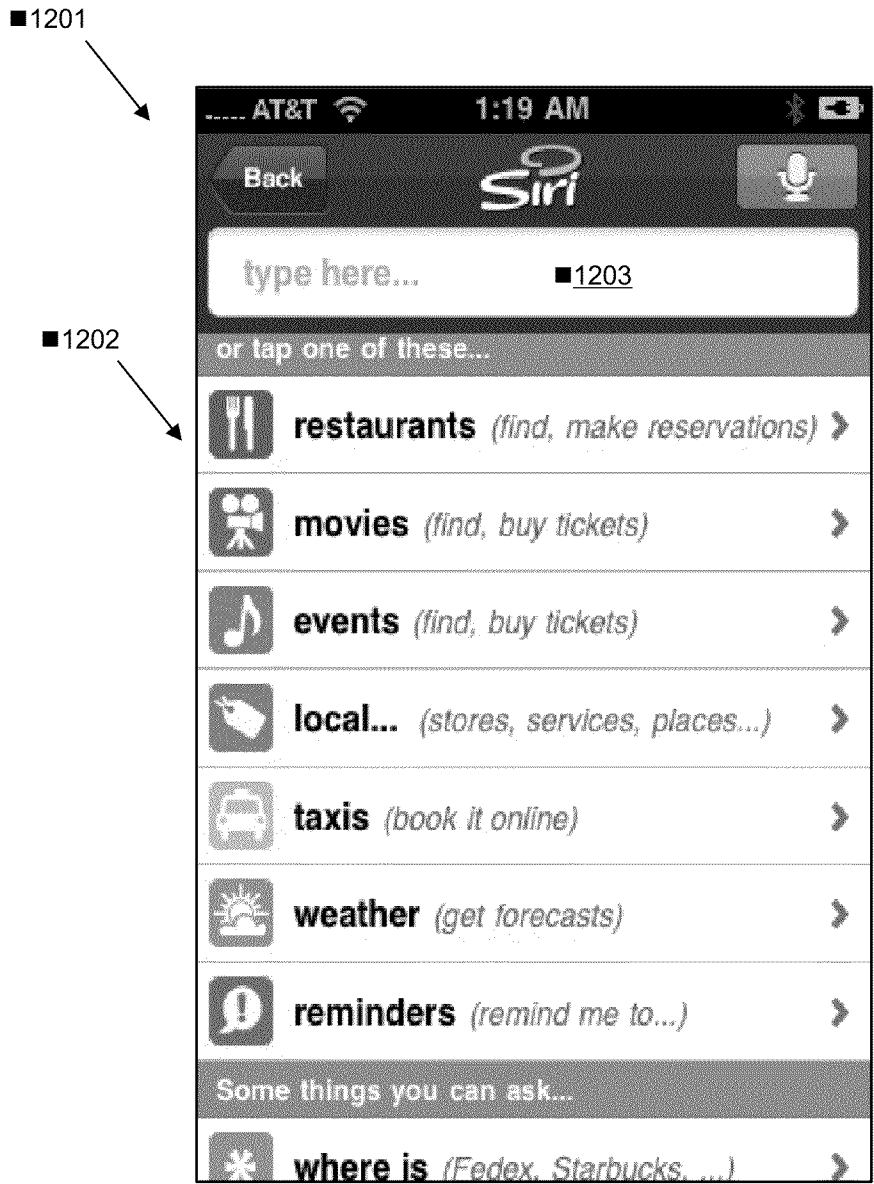 ■1201
..... AT&T 1:19 AM
Back Siri
type here... ■1203
■1202
or tap one of these...
restaurants (find, make reservations)
movies (find, buy tickets)
events (find, buy tickets)
local... (stores, services, places...)
taxis (book it online)
weather (get forecasts)
reminders (remind me to...)
Some things you can ask...
where is (Fedex, Starbucks, ...)